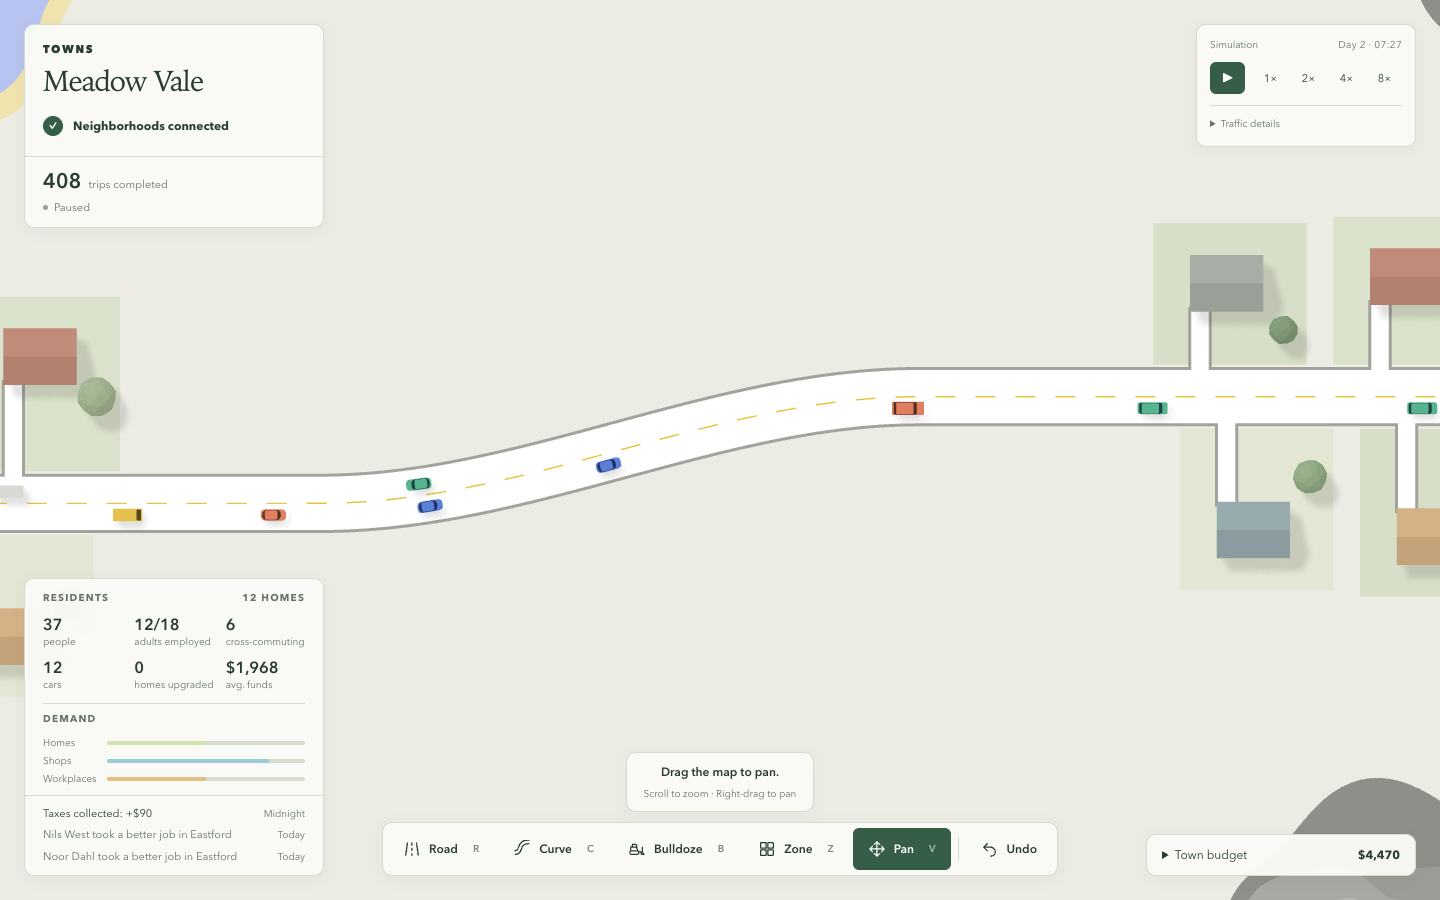 TOWNS
Meadow Vale
Neighborhoods connected
408 trips completed
Paused
Simulation Day 2 · 07:27
1× 2× 4× 8×
Traffic details
RESIDENTS 12 HOMES
37 12/18 6
people adults employed cross-commuting
12 0 $1,968
cars homes upgraded avg. funds
DEMAND
Homes
Shops
Workplaces
Taxes collected: +$90 Midnight
Nils West took a better job in Eastford Today
Noor Dahl took a better job in Eastford Today
Drag the map to pan.
Scroll to zoom · Right-drag to pan
Road R Curve C Bulldoze B Zone Z Pan V Undo
Town budget $4,470